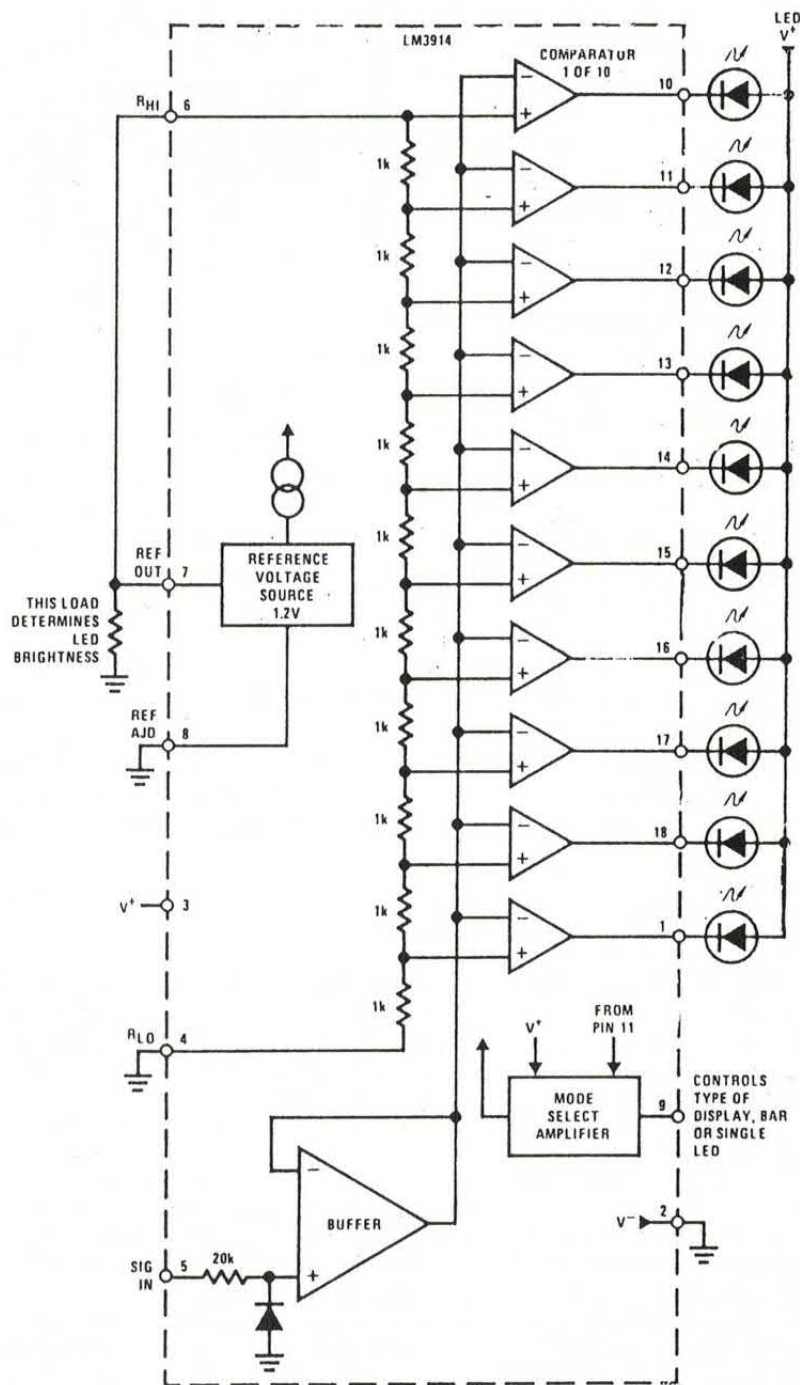 LED
V+
LM3914
COMPARATOR
1 OF 10
RHI
6
10
1k
11
1k
12
1k
13
1k
14
1k
15
REF
OUT
7
REFERENCE
VOLTAGE
SOURCE
1.2V
THIS LOAD
DETERMINES
LED
BRIGHTNESS
1k
16
1k
17
REF
AJD
8
1k
18
V+
3
1k
1
1k
RLO
4
V+
FROM
PIN 11
MODE
SELECT
AMPLIFIER
9
CONTROLS
TYPE OF
DISPLAY, BAR
OR SINGLE
LED
BUFFER
V−
2
SIG
IN
5
20k